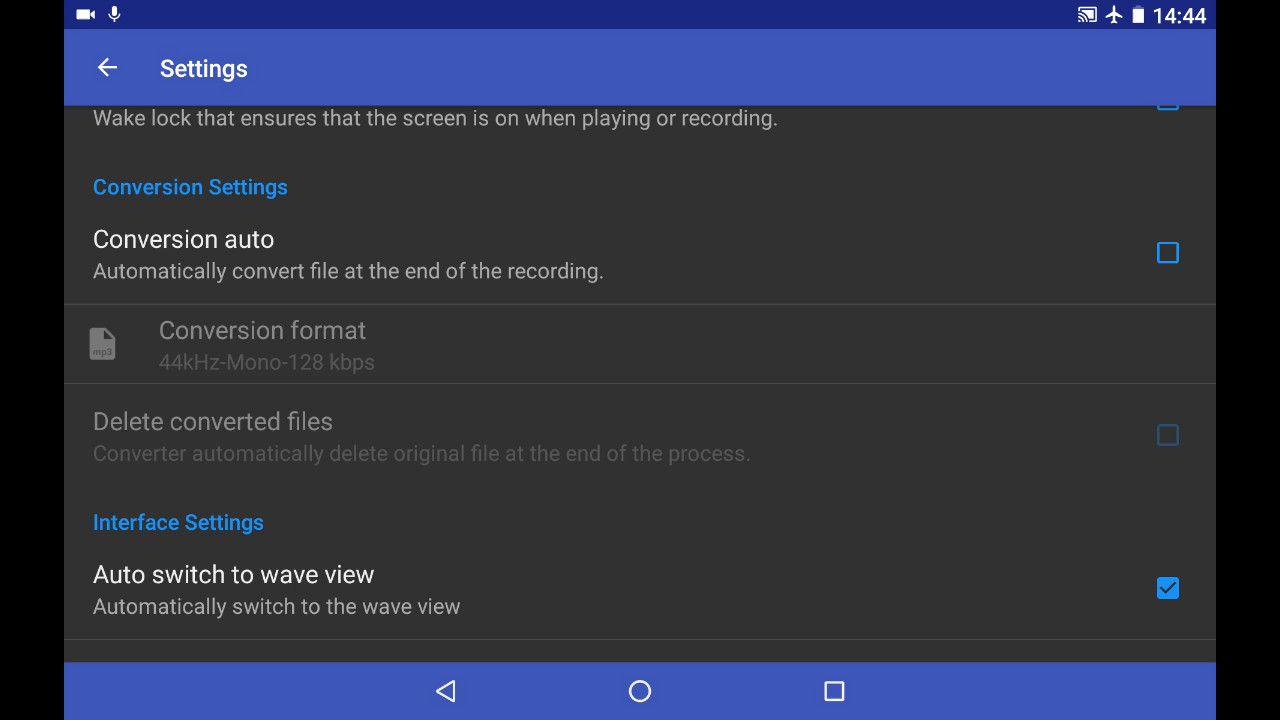 14:44
Settings
Wake lock that ensures that the screen is on when playing or recording.
Conversion Settings
Conversion auto
Automatically convert file at the end of the recording.
Conversion format
mp3
44kHz-Mono-128 kbps
Delete converted files
Converter automatically delete original file at the end of the process.
Interface Settings
Auto switch to wave view
Automatically switch to the wave view